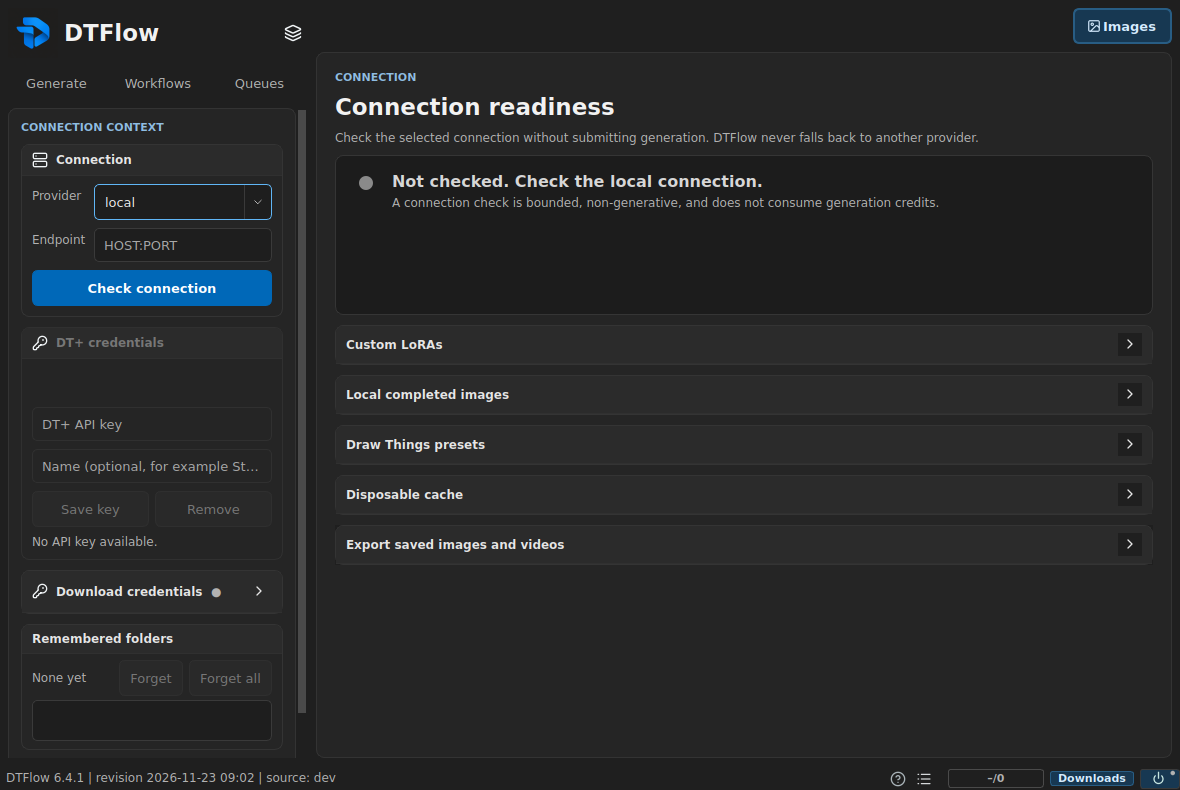 DTFlow
Images
Generate
Workflows
Queues
CONNECTION CONTEXT
Connection
Provider
local
Endpoint
HOST:PORT
Check connection
DT+ credentials
DT+ API key
Name (optional, for example St...
Save key
Remove
No API key available.
Download credentials
Remembered folders
None yet
Forget
Forget all
CONNECTION
Connection readiness
Check the selected connection without submitting generation. DTFlow never falls back to another provider.
Not checked. Check the local connection.
A connection check is bounded, non-generative, and does not consume generation credits.
Custom LoRAs
Local completed images
Draw Things presets
Disposable cache
Export saved images and videos
DTFlow 6.4.1 | revision 2026-11-23 09:02 | source: dev
–/0
Downloads